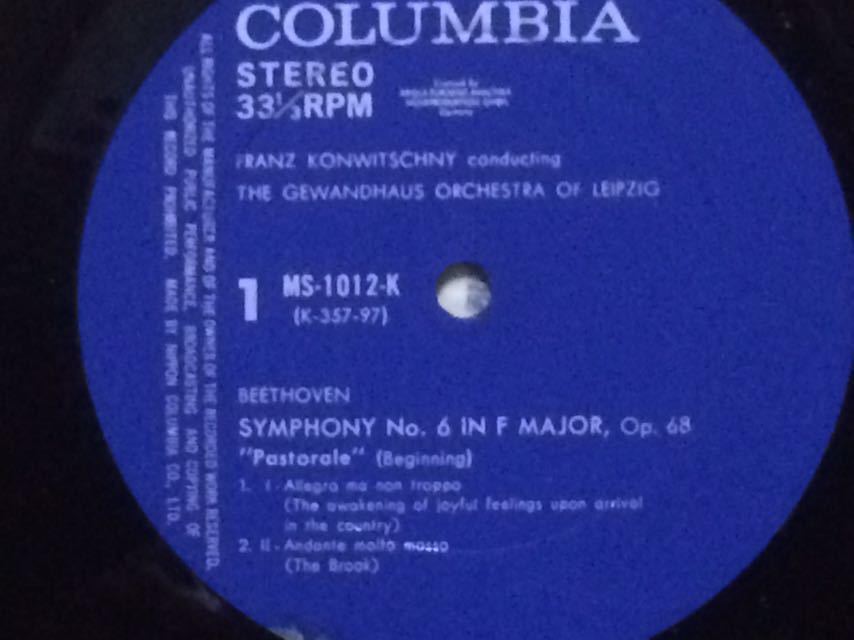 COLUMBIA
STEREO
33⅓RPM
FRANZ KONWITSCHNY conducting
THE GEWANDHAUS ORCHESTRA OF LEIPZIG
1
MS-1012-K
(K-357-97)
BEETHOVEN
SYMPHONY No. 6 IN F MAJOR, Op. 68
"Pastorale" (Beginning)
1. I - Allegro ma non troppo
(The awakening of joyful feelings upon arrival
in the country)
2. II - Andante molto mosso
(The Brook)
ALL RIGHTS OF THE MANUFACTURER AND OF THE OWNER OF THE RECORDED WORK RESERVED.
UNAUTHORIZED PUBLIC PERFORMANCE, BROADCASTING AND COPYING OF
THIS RECORD PROHIBITED. MADE BY NIPPON COLUMBIA CO., LTD.